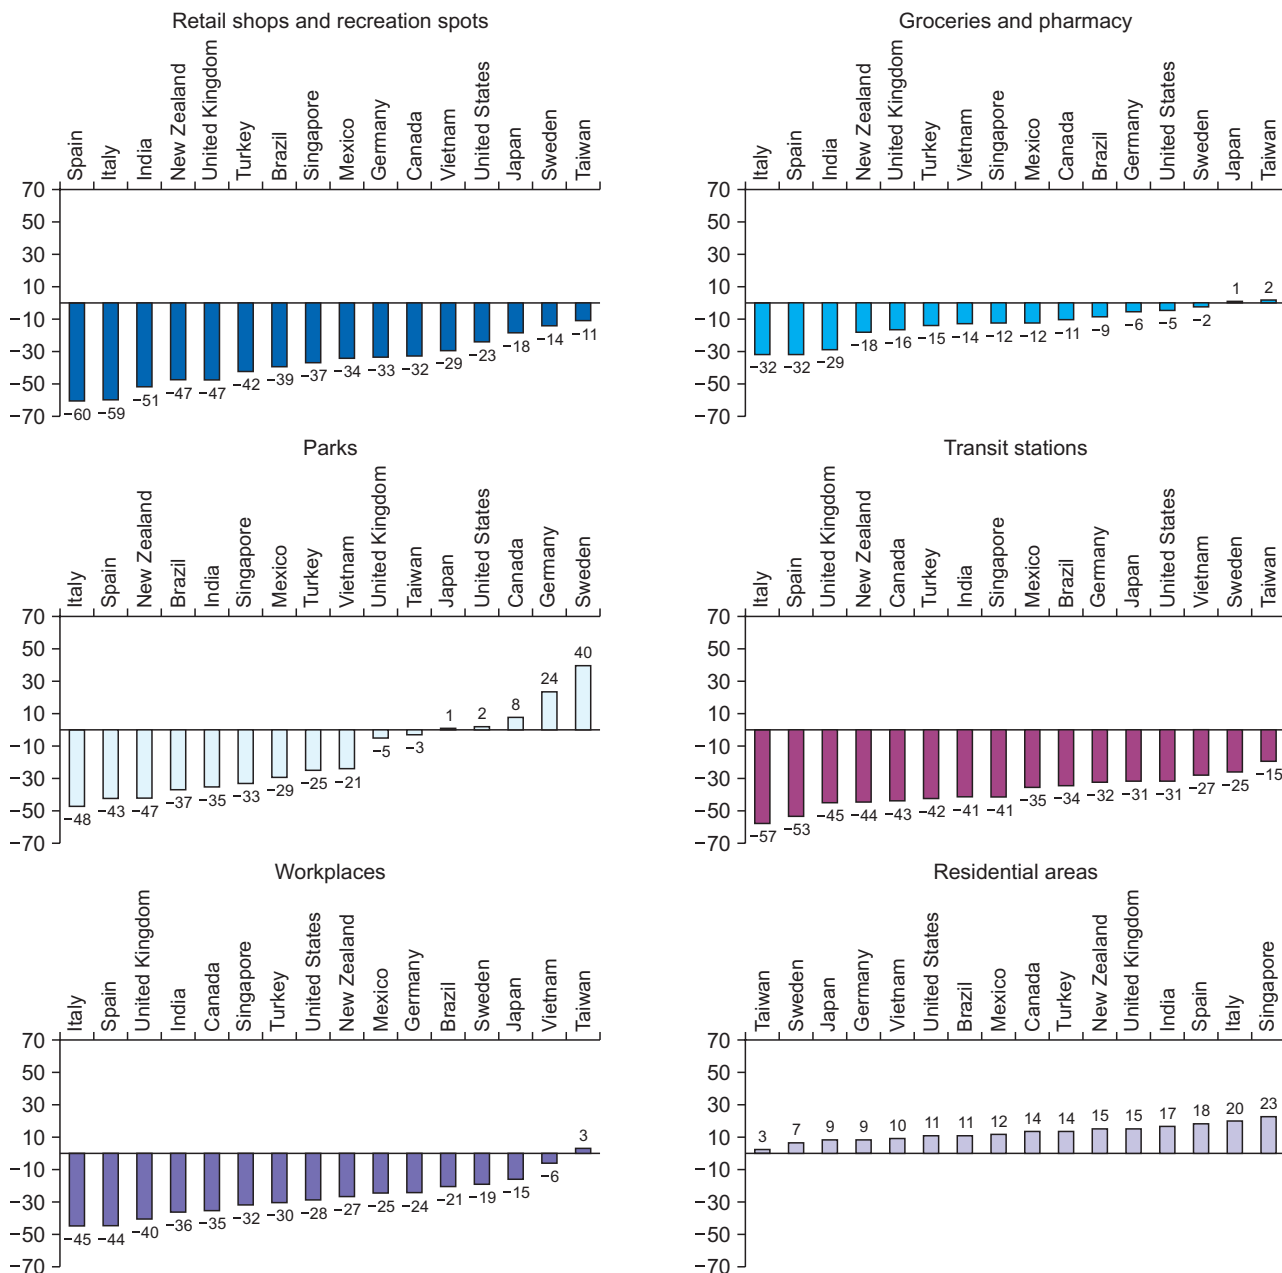 Retail shops and recreation spots
Spain Italy India New Zealand United Kingdom Turkey Brazil Singapore Mexico Germany Canada Vietnam United States Japan Sweden Taiwan
70
50
30
10
−10
−30
−50
−70
−60 −59 −51 −47 −47 −42 −39 −37 −34 −33 −32 −29 −23 −18 −14 −11
Groceries and pharmacy
Italy Spain India New Zealand United Kingdom Turkey Vietnam Singapore Mexico Canada Brazil Germany United States Sweden Japan Taiwan
70
50
30
10
−10
−30
−50
−70
−32 −32 −29 −18 −16 −15 −14 −12 −12 −11 −9 −6 −5 −2 1 2
Parks
Italy Spain New Zealand Brazil India Singapore Mexico Turkey Vietnam United Kingdom Taiwan Japan United States Canada Germany Sweden
70
50
30
10
−10
−30
−50
−70
−48 −43 −47 −37 −35 −33 −29 −25 −21 −5 −3 1 2 8 24 40
Transit stations
Italy Spain United Kingdom New Zealand Canada Turkey India Singapore Mexico Brazil Germany Japan United States Vietnam Sweden Taiwan
70
50
30
10
−10
−30
−50
−70
−57 −53 −45 −44 −43 −42 −41 −41 −35 −34 −32 −31 −31 −27 −25 −15
Workplaces
Italy Spain United Kingdom India Canada Singapore Turkey United States New Zealand Mexico Germany Brazil Sweden Japan Vietnam Taiwan
70
50
30
10
−10
−30
−50
−70
−45 −44 −40 −36 −35 −32 −30 −28 −27 −25 −24 −21 −19 −15 −6 3
Residential areas
Taiwan Sweden Japan Germany Vietnam United States Brazil Mexico Canada Turkey New Zealand United Kingdom India Spain Italy Singapore
70
50
30
10
−10
−30
−50
−70
3 7 9 9 10 11 11 12 14 14 15 15 17 18 20 23